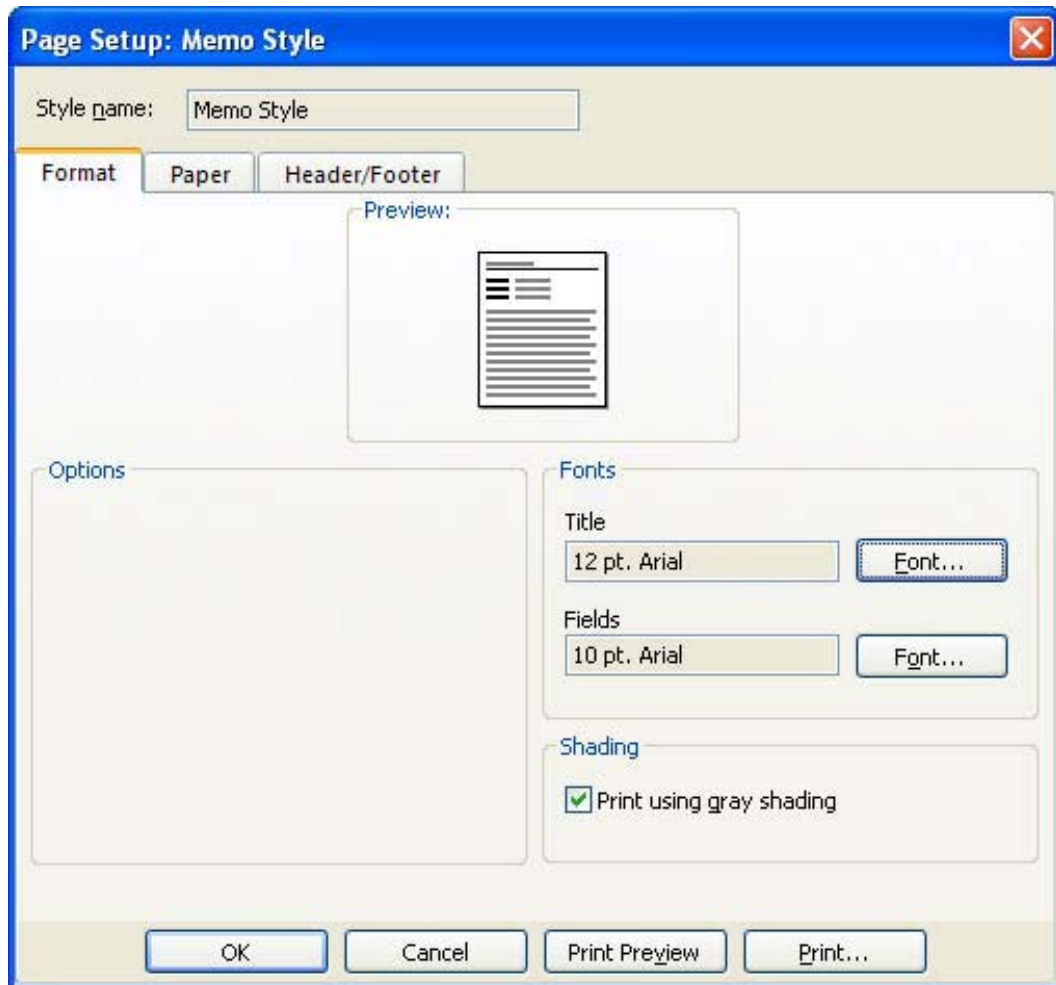 Page Setup: Memo Style
Style name: Memo Style
Format Paper Header/Footer
Preview:
Options
Fonts
Title
12 pt. Arial Font...
Fields
10 pt. Arial Font...
Shading
Print using gray shading
OK Cancel Print Preview Print...